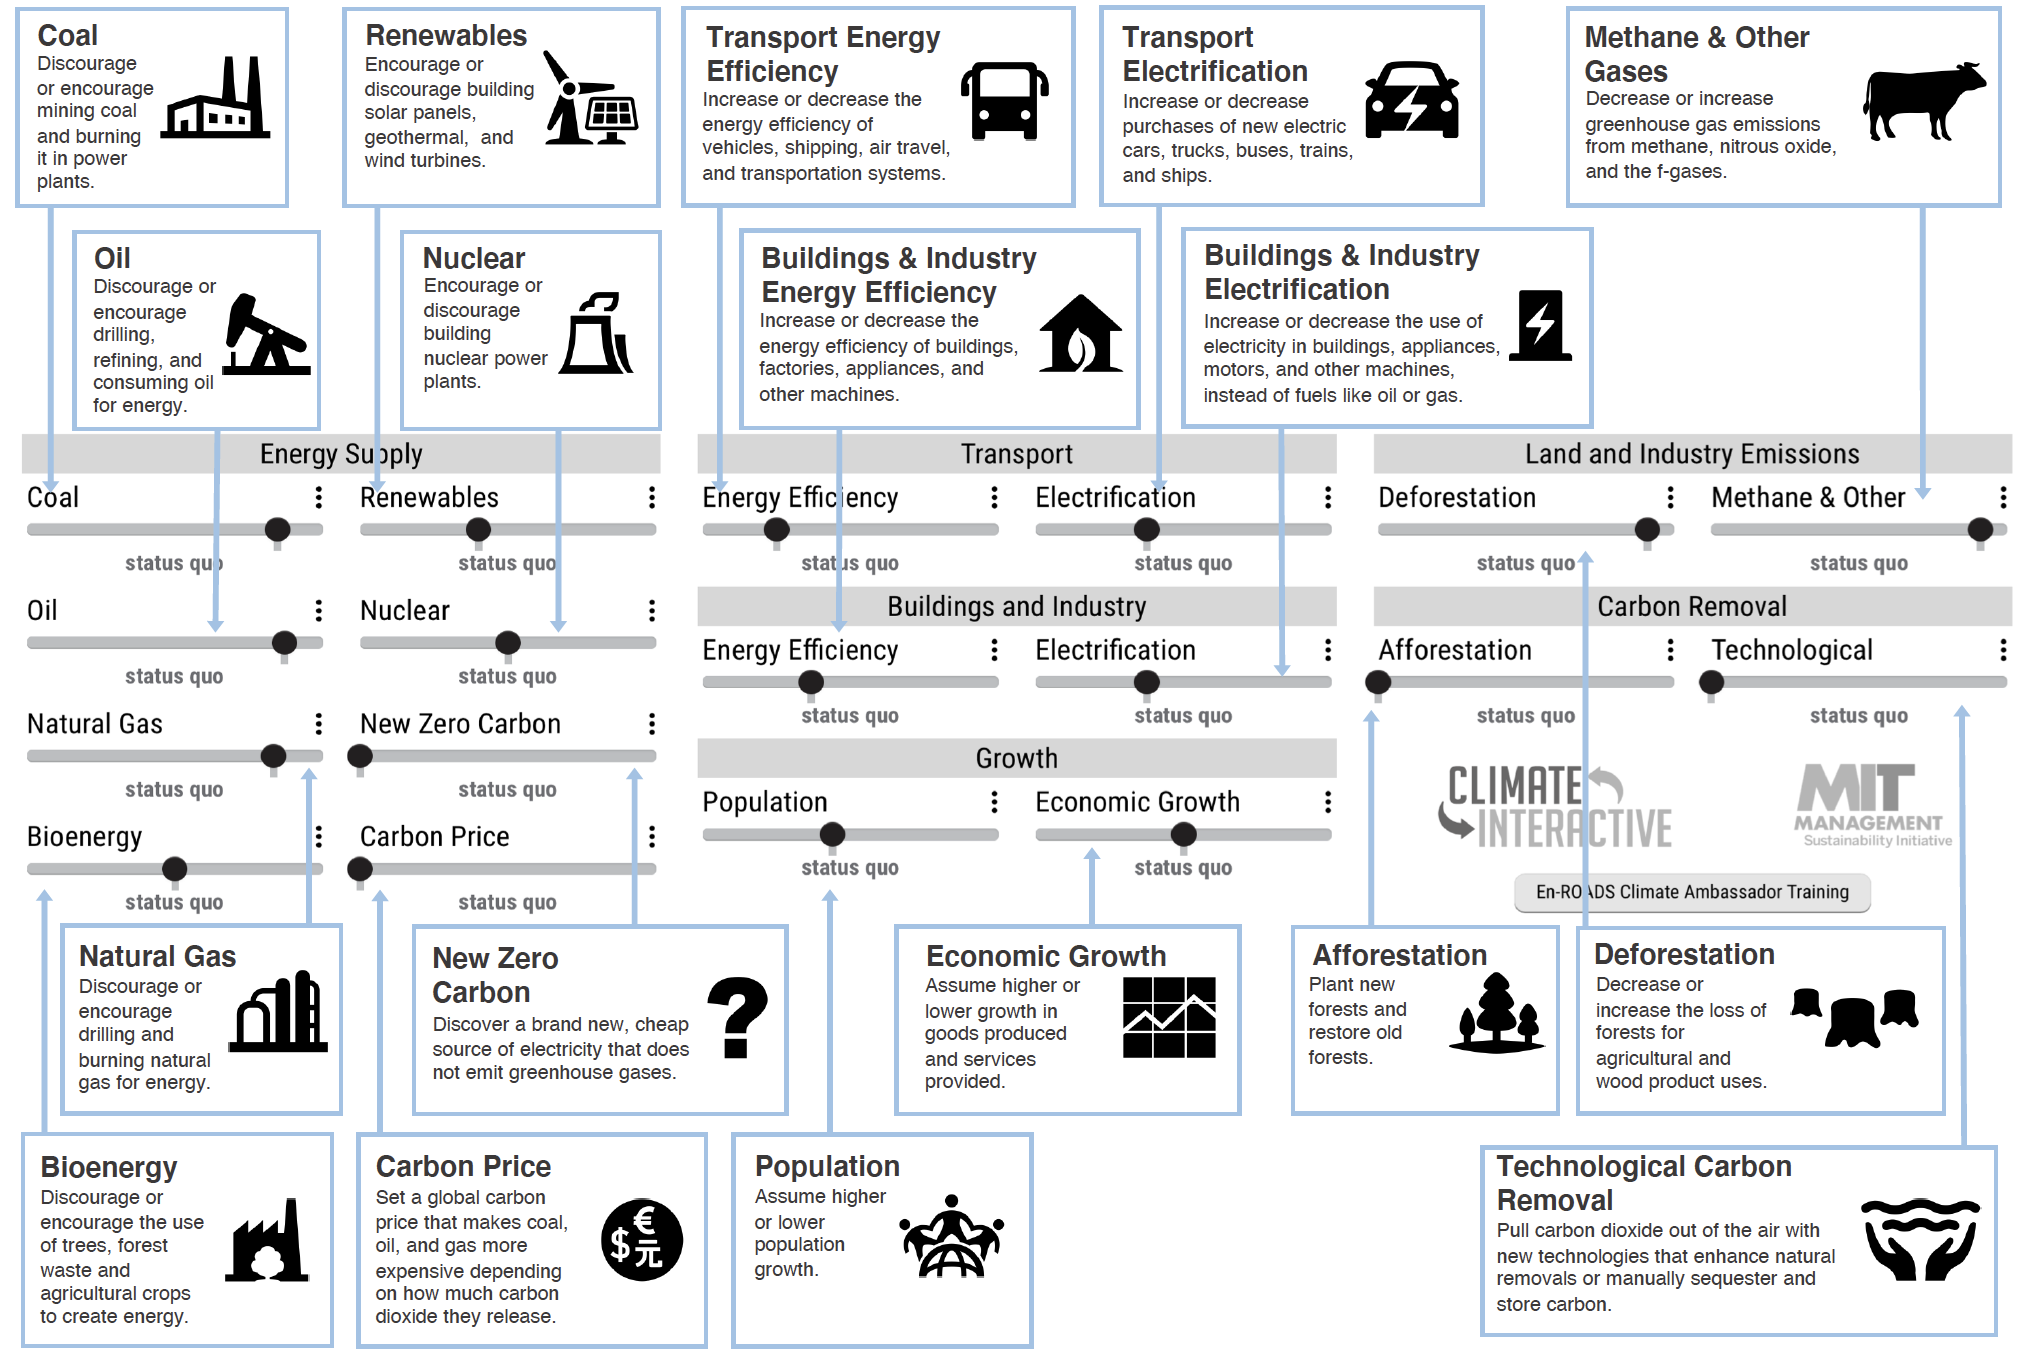 Coal
Discourage
or encourage
mining coal
and burning
it in power
plants.
Renewables
Encourage or
discourage building
solar panels,
geothermal, and
wind turbines.
Transport Energy
Efficiency
Increase or decrease the
energy efficiency of
vehicles, shipping, air travel,
and transportation systems.
Transport
Electrification
Increase or decrease
purchases of new electric
cars, trucks, buses, trains,
and ships.
Methane & Other
Gases
Decrease or increase
greenhouse gas emissions
from methane, nitrous oxide,
and the f-gases.
Oil
Discourage or
encourage
drilling,
refining, and
consuming oil
for energy.
Nuclear
Encourage or
discourage
building
nuclear power
plants.
Buildings & Industry
Energy Efficiency
Increase or decrease the
energy efficiency of buildings,
factories, appliances, and
other machines.
Buildings & Industry
Electrification
Increase or decrease the use of
electricity in buildings, appliances,
motors, and other machines,
instead of fuels like oil or gas.
Energy Supply
Coal
status quo
Renewables
status quo
Oil
status quo
Nuclear
status quo
Natural Gas
status quo
New Zero Carbon
status quo
Bioenergy
status quo
Carbon Price
status quo
Transport
Energy Efficiency
status quo
Electrification
status quo
Buildings and Industry
Energy Efficiency
status quo
Electrification
status quo
Growth
Population
status quo
Economic Growth
status quo
Land and Industry Emissions
Deforestation
status quo
Methane & Other
status quo
Carbon Removal
Afforestation
status quo
Technological
status quo
CLIMATE
INTERACTIVE
MIT
MANAGEMENT
Sustainability Initiative
En-ROADS Climate Ambassador Training
Natural Gas
Discourage or
encourage
drilling and
burning natural
gas for energy.
New Zero
Carbon
Discover a brand new, cheap
source of electricity that does
not emit greenhouse gases.
?
Economic Growth
Assume higher or
lower growth in
goods produced
and services
provided.
Afforestation
Plant new
forests and
restore old
forests.
Deforestation
Decrease or
increase the loss of
forests for
agricultural and
wood product uses.
Bioenergy
Discourage or
encourage the use
of trees, forest
waste and
agricultural crops
to create energy.
Carbon Price
Set a global carbon
price that makes coal,
oil, and gas more
expensive depending
on how much carbon
dioxide they release.
€
$元
Population
Assume higher
or lower
population
growth.
Technological Carbon
Removal
Pull carbon dioxide out of the air with
new technologies that enhance natural
removals or manually sequester and
store carbon.